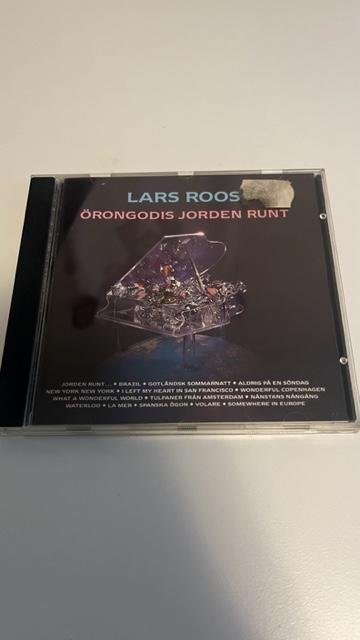 LARS ROOS
ÖRONGODIS JORDEN RUNT
JORDEN RUNT... • BRAZIL • GOTLÄNDSK SOMMARNATT • ALDRIG PÅ EN SÖNDAG
NEW YORK NEW YORK • I LEFT MY HEART IN SAN FRANCISCO • WONDERFUL COPENHAGEN
WHAT A WONDERFUL WORLD • TULPANER FRÅN AMSTERDAM • NÅNSTANS NÅNGÅNG
WATERLOO • LA MER • SPANSKA ÖGON • VOLARE • SOMEWHERE IN EUROPE